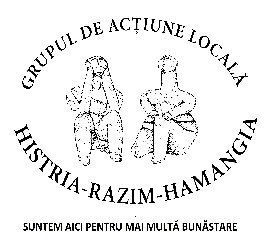 GRUPUL DE ACȚIUNE LOCALĂ
HISTRIA-RAZIM-HAMANGIA
SUNTEM AICI PENTRU MAI MULTĂ BUNĂSTARE